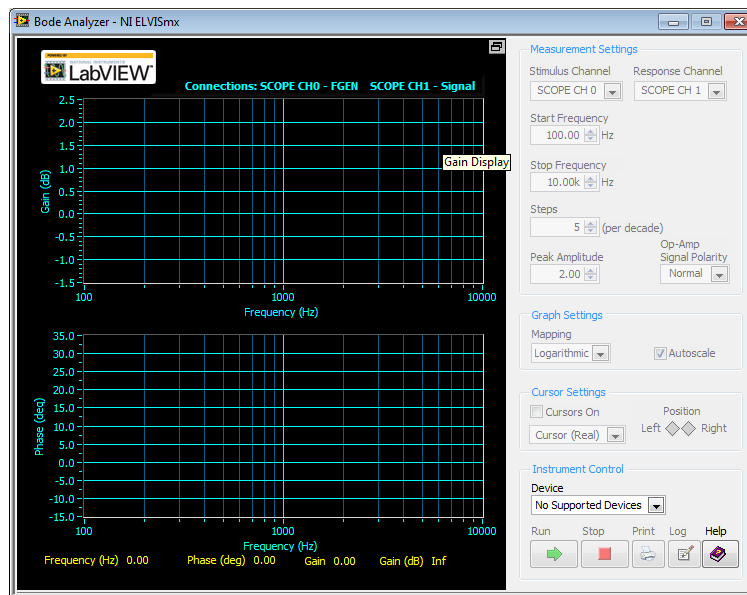 Bode Analyzer - NI ELVISmx
POWERED BY
NATIONAL INSTRUMENTS
LabVIEW™
Connections: SCOPE CH0 - FGEN SCOPE CH1 - Signal
2.5
2.0
1.5
1.0
0.5
0.0
-0.5
-1.0
-1.5
Gain (dB)
Gain Display
100 1000 10000
Frequency (Hz)
35.0
30.0
25.0
20.0
15.0
10.0
5.0
0.0
-5.0
-10.0
-15.0
Phase (deg)
100 1000 10000
Frequency (Hz)
Frequency (Hz) 0.00 Phase (deg) 0.00 Gain 0.00 Gain (dB) Inf
Measurement Settings
Stimulus Channel Response Channel
SCOPE CH 0 SCOPE CH 1
Start Frequency
100.00 Hz
Stop Frequency
10.00k Hz
Steps
5 (per decade)
Op-Amp
Peak Amplitude Signal Polarity
2.00 Normal
Graph Settings
Mapping
Logarithmic Autoscale
Cursor Settings
Cursors On Position
Cursor (Real) Left Right
Instrument Control
Device
No Supported Devices
Run Stop Print Log Help